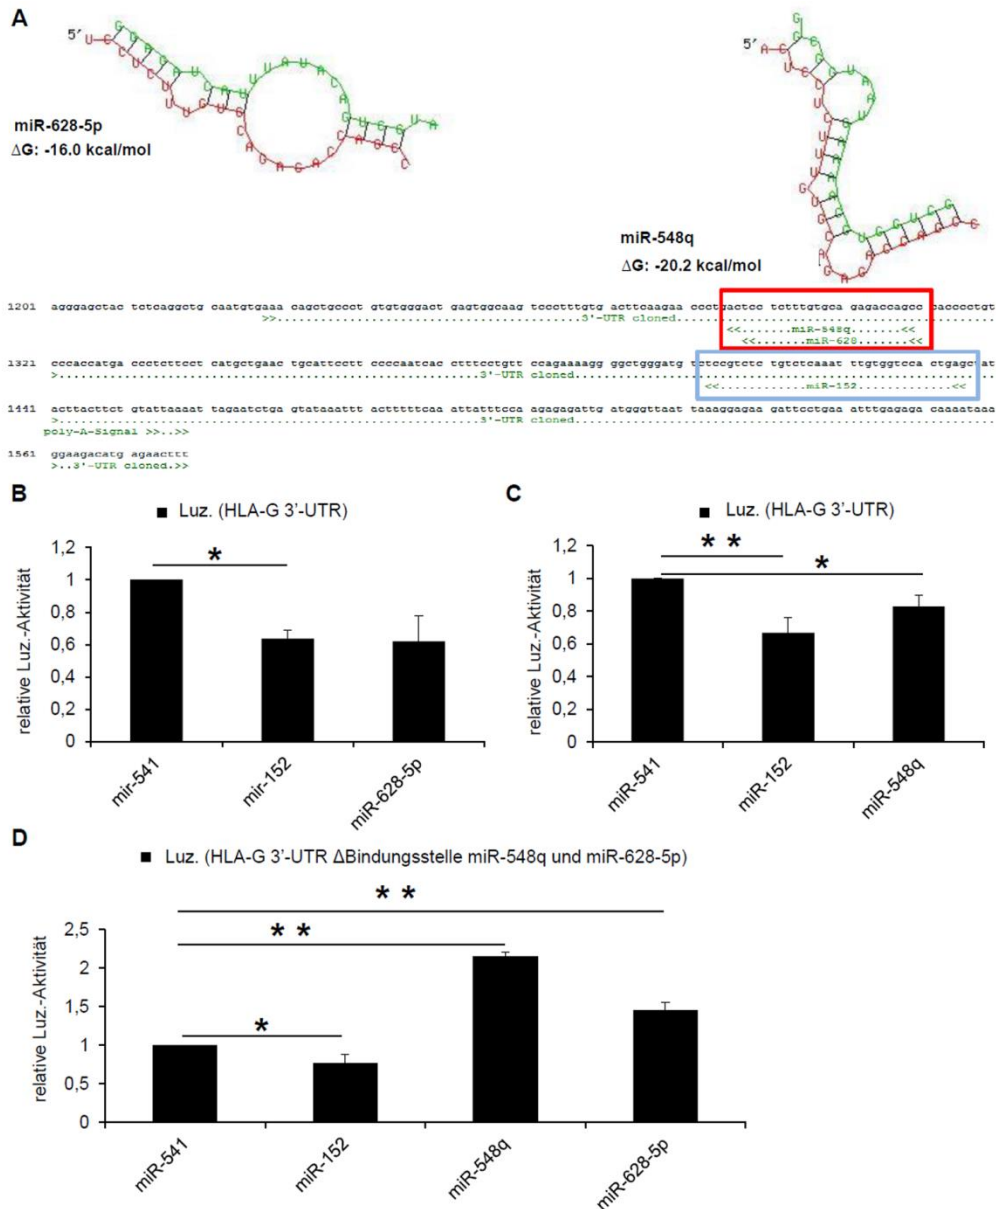 A
5'
miR-628-5p
ΔG: -16.0 kcal/mol
5'
miR-548q
ΔG: -20.2 kcal/mol
1201 agggagctac tctcaggctg caatgtgaaa cagctgccct gtgtgggact gagtggcaag tccctttgtg acttcaagaa ccctgactcc tctttgtgca gagaccagcc cacccctgt
>>..........................................3'-UTR cloned
<<.......miR-548q.......<<
<<.......miR-628.......<<
1321 cccaccatga ccctcttcct catgctgaac tgcattcctt ccccaatcac ctttcctgtt ccagaaaagg ggctgggatg tctccgtctc tgtctcaaat ttgtggtcca ctgagctat
>..........................................3'-UTR cloned
<<............miR-152............<<
1441 acttacttct gtattaaaat tagaatctga gtataaattt actttttcaa attatttcca agagagattg atgggttaat taaaggagaa gattcctgaa atttgagaga caaaataaa
>..........................................3'-UTR cloned
poly-A-Signal >>..>>
1561 ggaagacatg agaacttt
>..3'-UTR cloned.>>
B
■ Luz. (HLA-G 3'-UTR)
relative Luz.-Aktivität
1,2
1
0,8
0,6
0,4
0,2
0
*
mir-541
mir-152
miR-628-5p
C
■ Luz. (HLA-G 3'-UTR)
relative Luz.-Aktivität
1,2
1
0,8
0,6
0,4
0,2
0
* *
*
miR-541
miR-152
miR-548q
D
■ Luz. (HLA-G 3'-UTR ΔBindungsstelle miR-548q und miR-628-5p)
relative Luz.-Aktivität
2,5
2
1,5
1
0,5
0
* *
* *
*
miR-541
miR-152
miR-548q
miR-628-5p